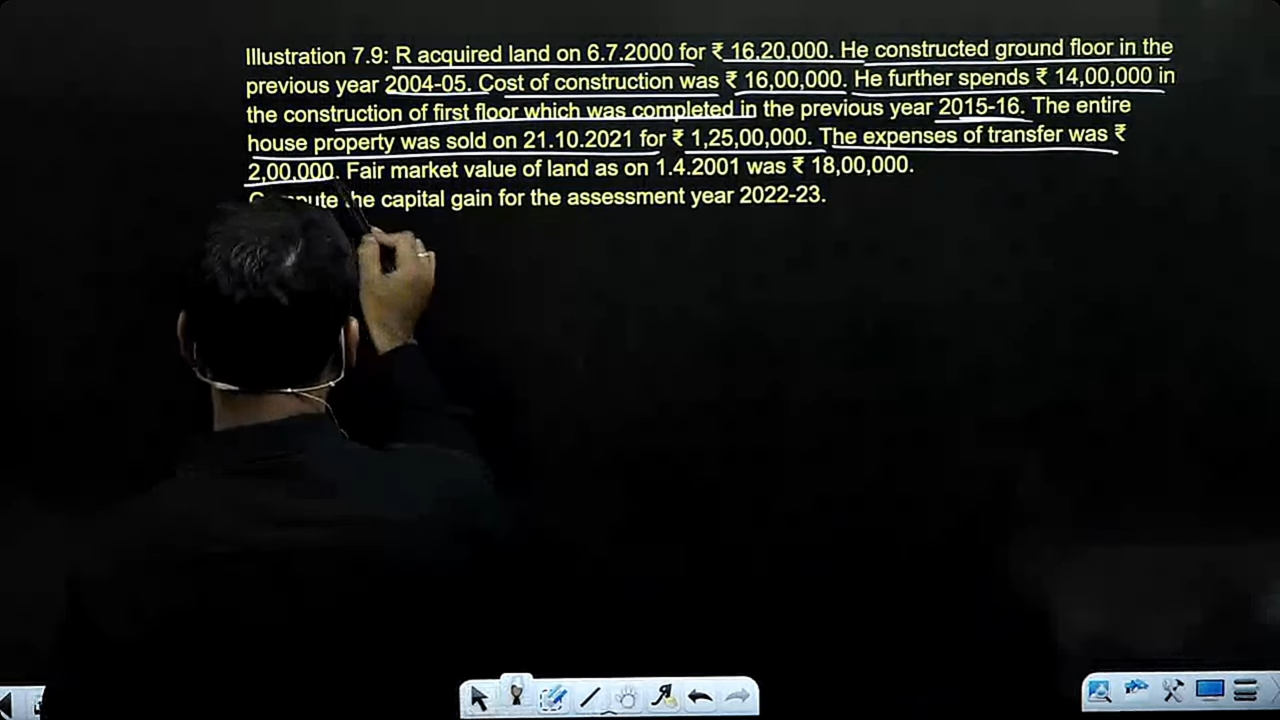 Illustration 7.9: R acquired land on 6.7.2000 for ₹ 16,20,000. He constructed ground floor in the
previous year 2004-05. Cost of construction was ₹ 16,00,000. He further spends ₹ 14,00,000 in
the construction of first floor which was completed in the previous year 2015-16. The entire
house property was sold on 21.10.2021 for ₹ 1,25,00,000. The expenses of transfer was ₹
2,00,000. Fair market value of land as on 1.4.2001 was ₹ 18,00,000.
the capital gain for the assessment year 2022-23.